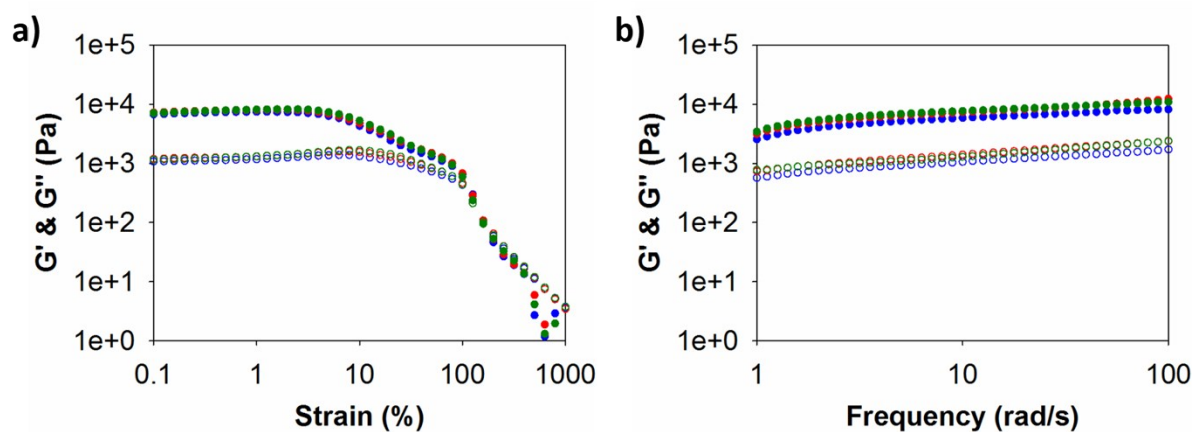 a)
1e+5
1e+4
1e+3
1e+2
1e+1
1e+0
G' & G'' (Pa)
0.1 1 10 100 1000
Strain (%)
b)
1e+5
1e+4
1e+3
1e+2
1e+1
1e+0
G' & G'' (Pa)
1 10 100
Frequency (rad/s)